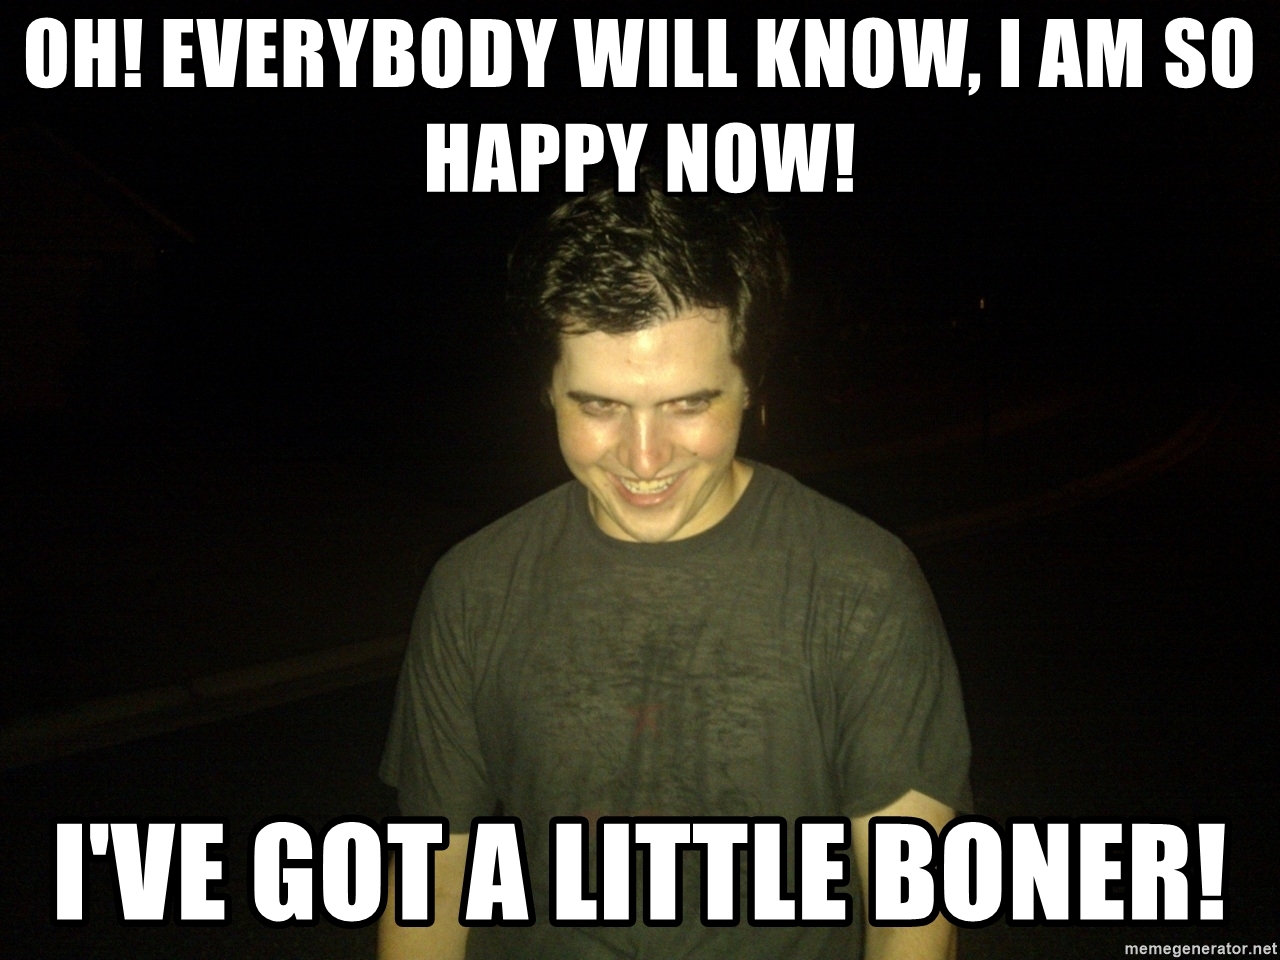 OH! EVERYBODY WILL KNOW, I AM SO
HAPPY NOW!
I'VE GOT A LITTLE BONER!
memegenerator.net